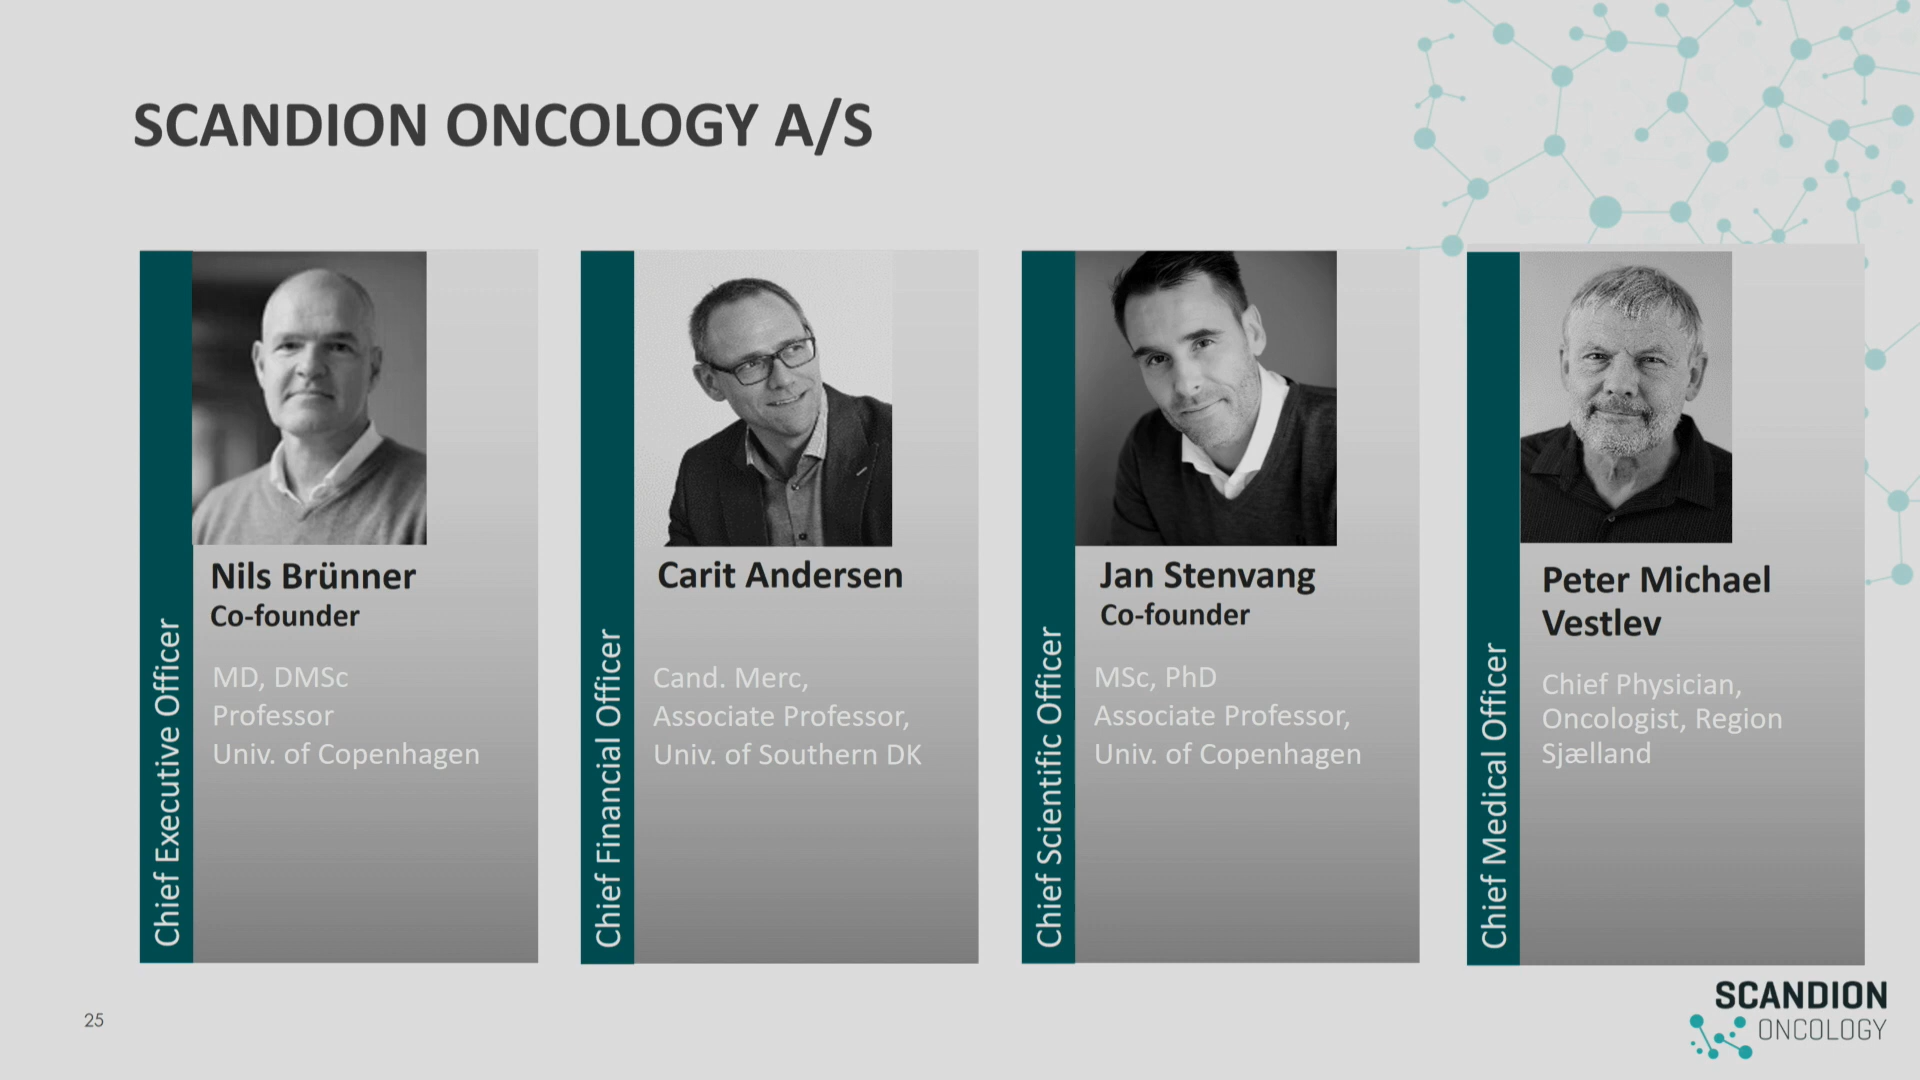 SCANDION ONCOLOGY A/S
Chief Executive Officer
Nils Brünner
Co-founder
MD, DMSc
Professor
Univ. of Copenhagen
Chief Financial Officer
Carit Andersen
Cand. Merc,
Associate Professor,
Univ. of Southern DK
Chief Scientific Officer
Jan Stenvang
Co-founder
MSc, PhD
Associate Professor,
Univ. of Copenhagen
Chief Medical Officer
Peter Michael
Vestlev
Chief Physician,
Oncologist, Region
Sjælland
25
SCANDION
ONCOLOGY